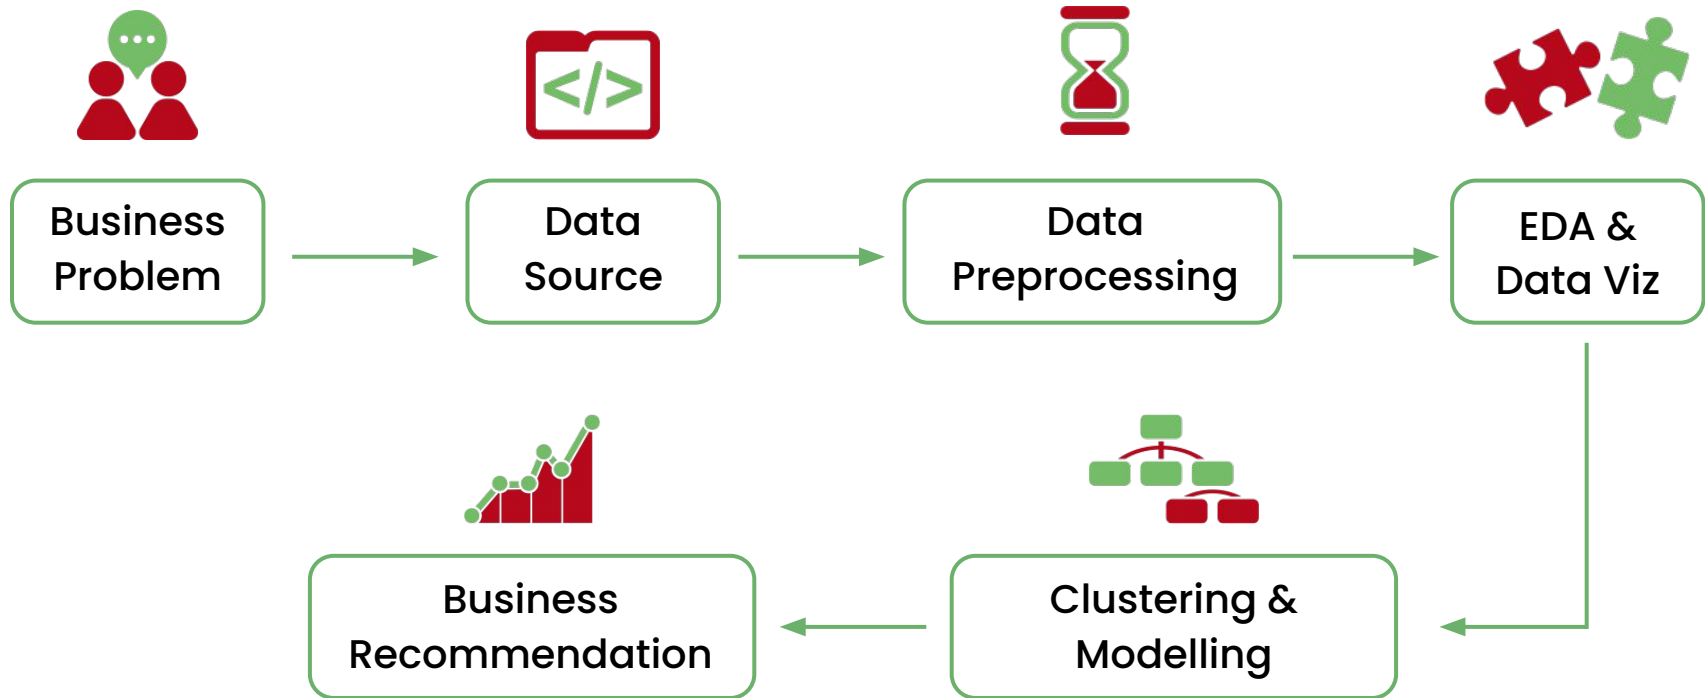 Business
Problem
Data
Source
Data
Preprocessing
EDA &
Data Viz
Business
Recommendation
Clustering &
Modelling